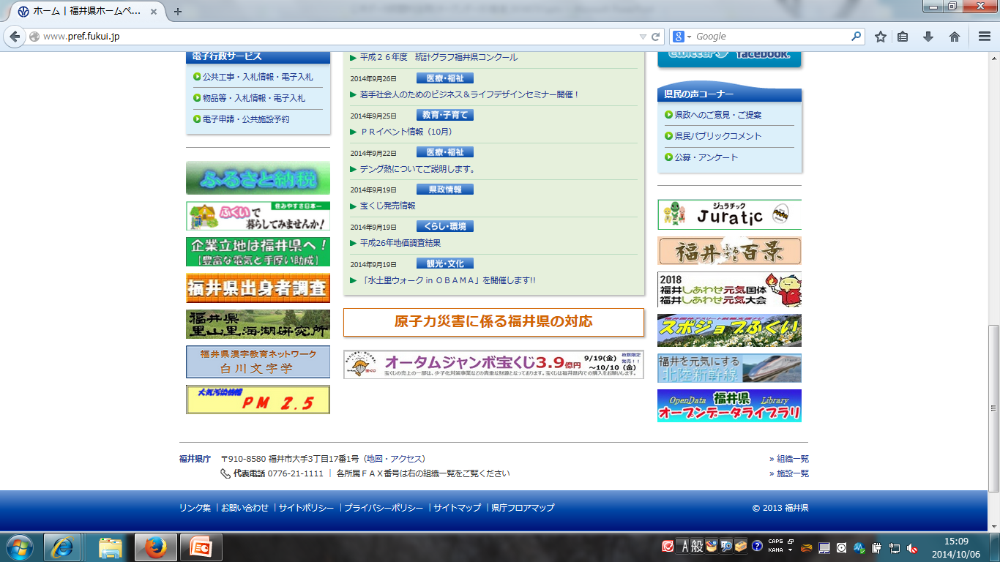 ホーム | 福井県ホームペ...
www.pref.fukui.jp
Google
電子行政サービス
公共工事・入札情報・電子入札
物品等・入札情報・電子入札
電子申請・公共施設予約
ふるさと納税
住みやすさ日本一
ふくいで
暮らしてみませんか!
企業立地は福井県へ!
[豊富な電気と手厚い助成]
福井県出身者調査
福井県
里山里海湖研究所
福井県漢字教育ネットワーク
白川文字学
大気汚染情報
PM 2.5
平成26年度 統計グラフ福井県コンクール
2014年9月26日 医療・福祉
若手社会人のためのビジネス＆ライフデザインセミナー開催！
2014年9月25日 教育・子育て
ＰＲイベント情報（10月）
2014年9月22日 医療・福祉
デング熱についてご説明します。
2014年9月19日 県政情報
宝くじ発売情報
2014年9月19日 くらし・環境
平成26年地価調査結果
2014年9月19日 観光・文化
「水土里ウォーク in ＯＢＡＭＡ」を開催します!!
原子力災害に係る福井県の対応
オータムジャンボ宝くじ3.9億円 9/19(金) ～10/10 (金) 枚数限定 発売！！
宝くじの売上の一部は、少子化対策事業などの貴重な財源となっております。宝くじは福井県内での購入をお願いします。
twitter facebook.
県民の声コーナー
県政へのご意見・ご提案
県民パブリックコメント
公募・アンケート
ジュラチック
Juratic
福井ふるさと百景
2018
福井しあわせ元気国体
福井しあわせ元気大会
スポジョブふくい
福井を元気にする
北陸新幹線
OpenData 福井県 Library
オープンデータライブラリ
福井県庁 〒910-8580 福井市大手3丁目17番1号（地図・アクセス）
代表電話 0776-21-1111 | 各所属ＦＡＸ番号は右の組織一覧をご覧ください
» 組織一覧
» 施設一覧
リンク集 | お問い合わせ | サイトポリシー | プライバシーポリシー | サイトマップ | 県庁フロアマップ
© 2013 福井県
A 般
CAPS
KANA
15:09
2014/10/06